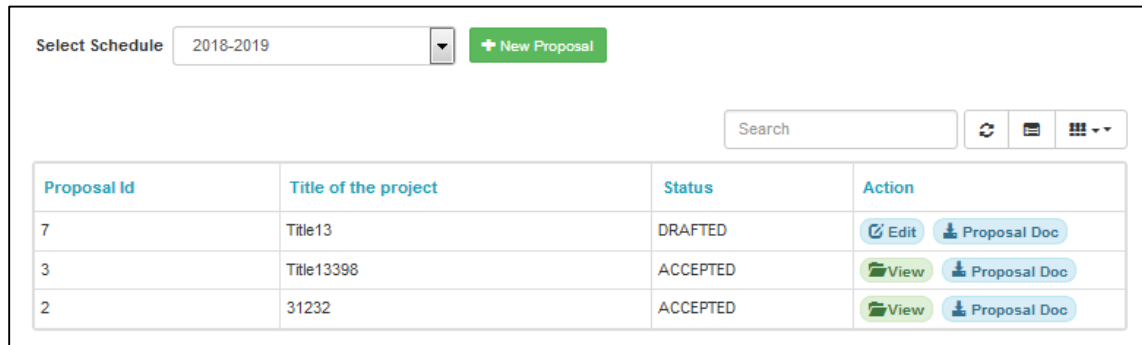 Select Schedule 2018-2019 New Proposal
Search
Proposal Id Title of the project Status Action
7 Title13 DRAFTED Edit Proposal Doc
3 Title13398 ACCEPTED View Proposal Doc
2 31232 ACCEPTED View Proposal Doc